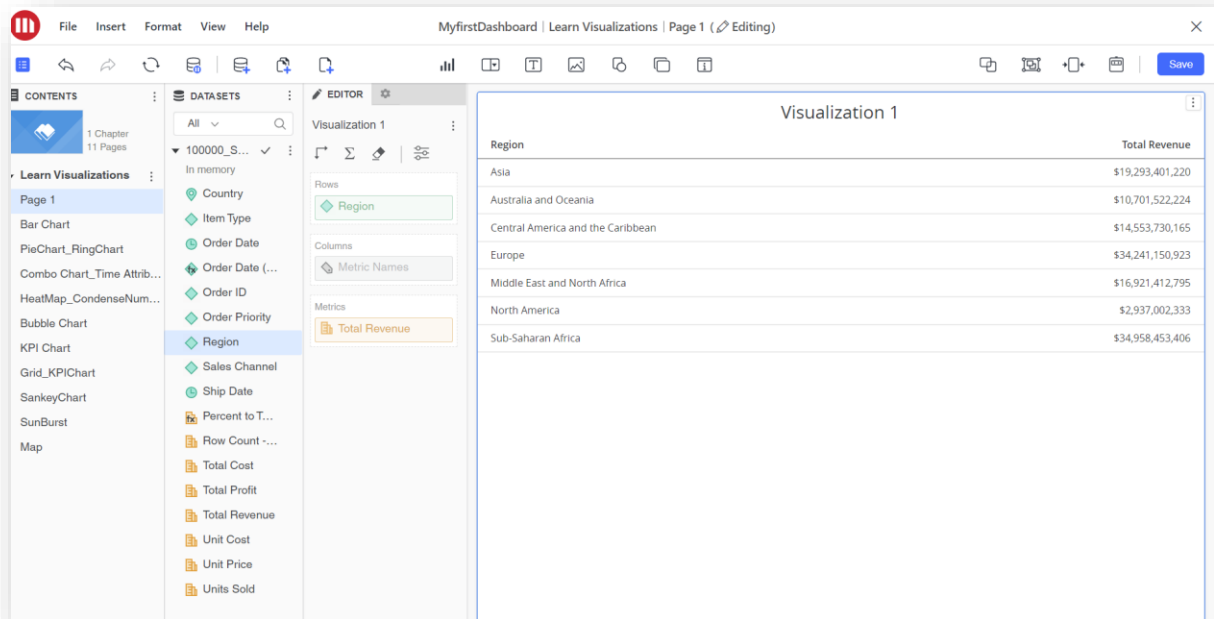 File Insert Format View Help
MyfirstDashboard | Learn Visualizations | Page 1 ( Editing)
Save
CONTENTS
1 Chapter
11 Pages
Learn Visualizations
Page 1
Bar Chart
PieChart_RingChart
Combo Chart_Time Attrib...
HeatMap_CondenseNum...
Bubble Chart
KPI Chart
Grid_KPIChart
SankeyChart
SunBurst
Map
DATASETS
All
100000_S...
In memory
Country
Item Type
Order Date
Order Date (...
Order ID
Order Priority
Region
Sales Channel
Ship Date
Percent to T...
Row Count -...
Total Cost
Total Profit
Total Revenue
Unit Cost
Unit Price
Units Sold
EDITOR
Visualization 1
Rows
Region
Columns
Metric Names
Metrics
Total Revenue
Visualization 1
Region Total Revenue
Asia $19,293,401,220
Australia and Oceania $10,701,522,224
Central America and the Caribbean $14,553,730,165
Europe $34,241,150,923
Middle East and North Africa $16,921,412,795
North America $2,937,002,333
Sub-Saharan Africa $34,958,453,406